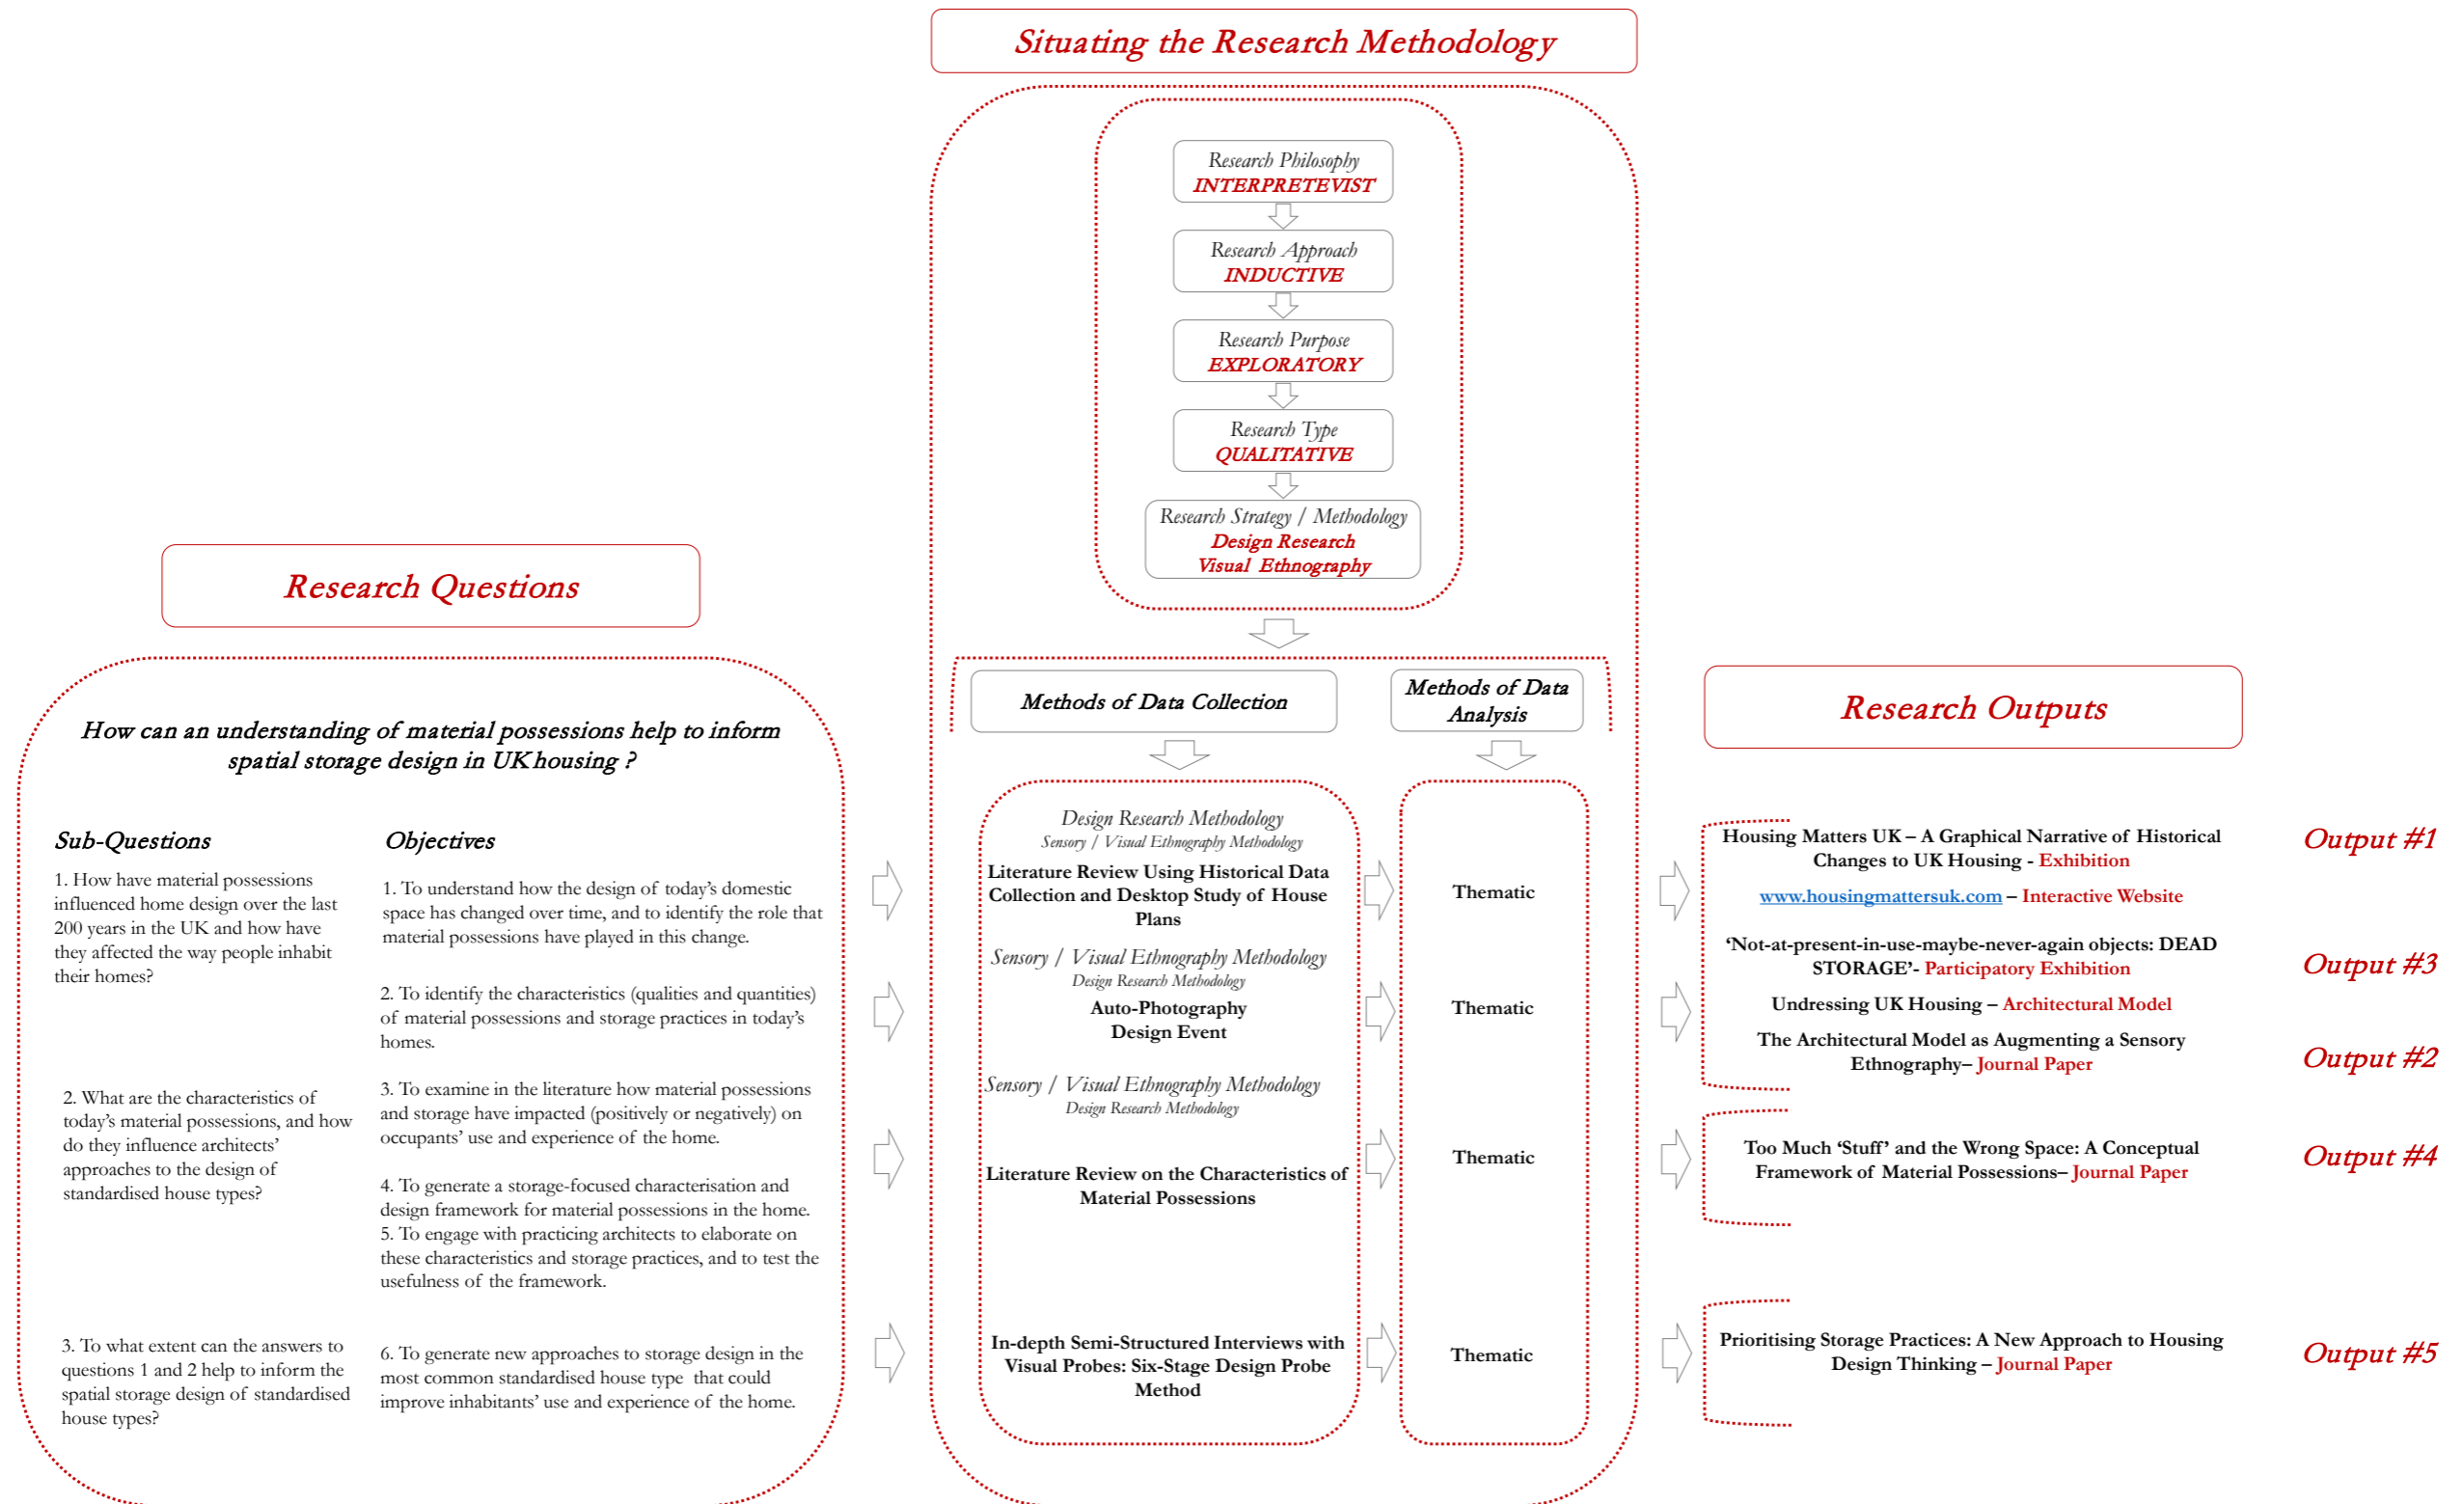 Situating the Research Methodology
Research Philosophy
INTERPRETEVIST
Research Approach
INDUCTIVE
Research Purpose
EXPLORATORY
Research Type
QUALITATIVE
Research Strategy / Methodology
Design Research
Visual Ethnography
Research Questions
How can an understanding of material possessions help to inform
spatial storage design in UK housing ?
Sub-Questions
1. How have material possessions
influenced home design over the last
200 years in the UK and how have
they affected the way people inhabit
their homes?
2. What are the characteristics of
today's material possessions, and how
do they influence architects'
approaches to the design of
standardised house types?
3. To what extent can the answers to
questions 1 and 2 help to inform the
spatial storage design of standardised
house types?
Objectives
1. To understand how the design of today's domestic
space has changed over time, and to identify the role that
material possessions have played in this change.
2. To identify the characteristics (qualities and quantities)
of material possessions and storage practices in today's
homes.
3. To examine in the literature how material possessions
and storage have impacted (positively or negatively) on
occupants' use and experience of the home.
4. To generate a storage-focused characterisation and
design framework for material possessions in the home.
5. To engage with practicing architects to elaborate on
these characteristics and storage practices, and to test the
usefulness of the framework.
6. To generate new approaches to storage design in the
most common standardised house type that could
improve inhabitants' use and experience of the home.
Methods of Data Collection
Design Research Methodology
Sensory / Visual Ethnography Methodology
Literature Review Using Historical Data
Collection and Desktop Study of House
Plans
Sensory / Visual Ethnography Methodology
Design Research Methodology
Auto-Photography
Design Event
Sensory / Visual Ethnography Methodology
Design Research Methodology
Literature Review on the Characteristics of
Material Possessions
In-depth Semi-Structured Interviews with
Visual Probes: Six-Stage Design Probe
Method
Methods of Data
Analysis
Thematic
Thematic
Thematic
Thematic
Research Outputs
Housing Matters UK – A Graphical Narrative of Historical
Changes to UK Housing - Exhibition
Output #1
www.housingmattersuk.com – Interactive Website
'Not-at-present-in-use-maybe-never-again objects: DEAD
STORAGE'- Participatory Exhibition
Output #3
Undressing UK Housing – Architectural Model
The Architectural Model as Augmenting a Sensory
Ethnography– Journal Paper
Output #2
Too Much 'Stuff' and the Wrong Space: A Conceptual
Framework of Material Possessions– Journal Paper
Output #4
Prioritising Storage Practices: A New Approach to Housing
Design Thinking – Journal Paper
Output #5